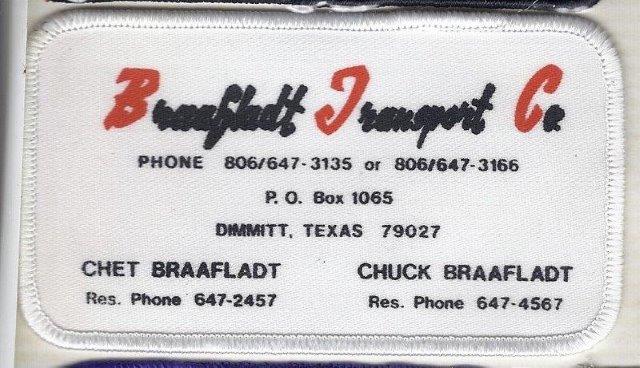 Braafladt Transport Co.
PHONE 806/647-3135 or 806/647-3166
P. O. Box 1065
DIMMITT, TEXAS 79027
CHET BRAAFLADT CHUCK BRAAFLADT
Res. Phone 647-2457 Res. Phone 647-4567